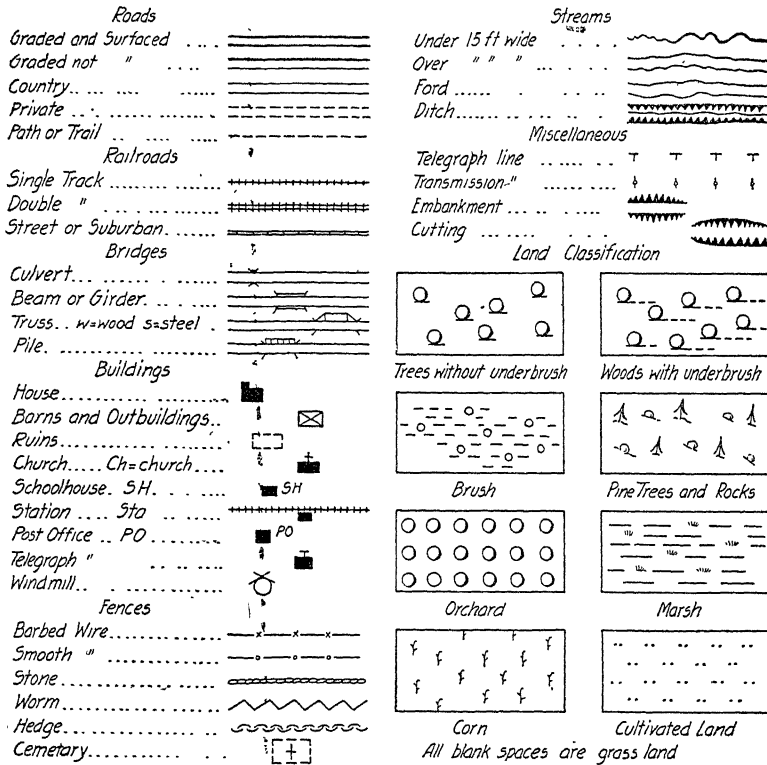 Roads
Graded and Surfaced
Graded not "
Country
Private
Path or Trail
Railroads
Single Track
Double "
Street or Suburban
Bridges
Culvert
Beam or Girder
Truss .. w=wood s=steel
Pile
Buildings
House
Barns and Outbuildings
Ruins
Church ..... Ch=church
Schoolhouse. SH SH
Station .... Sta
Post Office .. PO PO
Telegraph "
Windmill
Fences
Barbed Wire
Smooth "
Stone
Worm
Hedge
Cemetary
Streams
Under 15 ft wide
Over " " "
Ford
Ditch
Miscellaneous
Telegraph line
Transmission "
Embankment
Cutting
Land Classification
Trees without underbrush
Woods with underbrush
Brush
Pine Trees and Rocks
Orchard
Marsh
Corn
Cultivated Land
All blank spaces are grass land